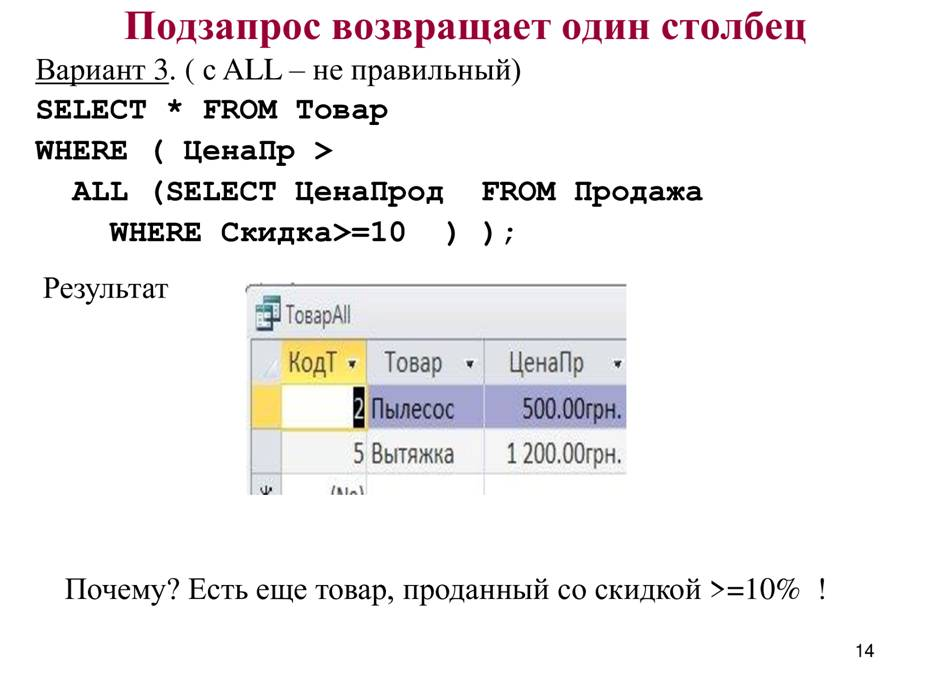 Подзапрос возвращает один столбец
Вариант 3. ( с ALL – не правильный)
SELECT * FROM Товар
WHERE ( ЦенаПр >
ALL (SELECT ЦенаПрод FROM Продажа
WHERE Скидка>=10 ) );
Результат
ТоварAll
КодТ Товар ЦенаПр
2 Пылесос 500.00грн.
5 Вытяжка 1 200.00грн.
(№)
Почему? Есть еще товар, проданный со скидкой >=10% !
14